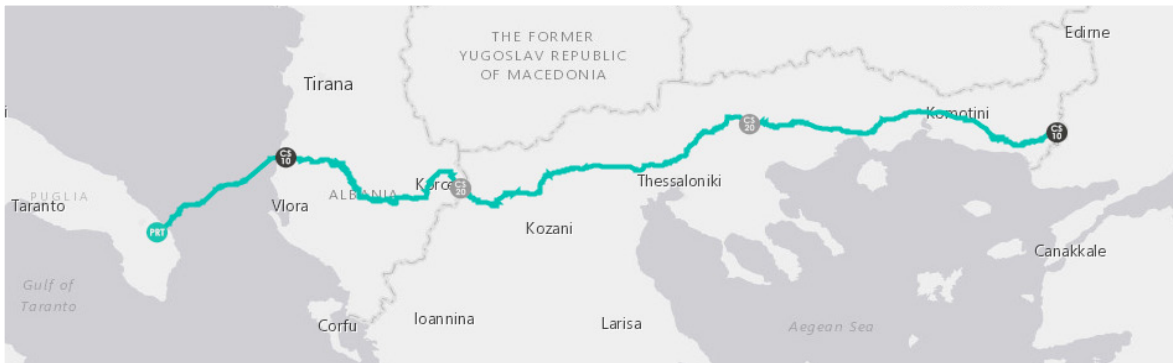 THE FORMER
YUGOSLAV REPUBLIC
OF MACEDONIA
Edirne
Tirana
i
CS
20
Komotini
CS
10
CS
10
Thessaloniki
Korce
CS
20
ALBANIA
PUGLIA
Taranto
Vlora
PRT
Kozani
Canakkale
Gulf of
Taranto
Corfu
Ioannina
Larisa
Aegean Sea